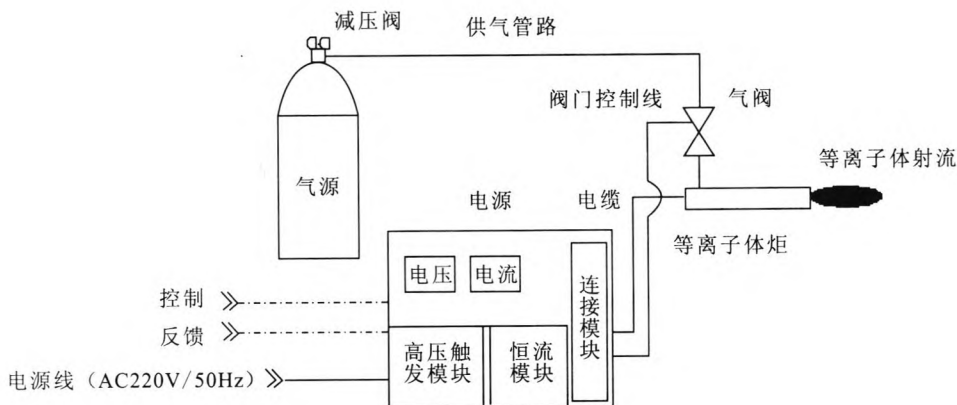 减压阀
供气管路
阀门控制线
气阀
等离子体射流
气源
电源
电缆
等离子体炬
电压
电流
连接模块
控制
反馈
高压触
发模块
恒流
模块
电源线（AC220V/50Hz）